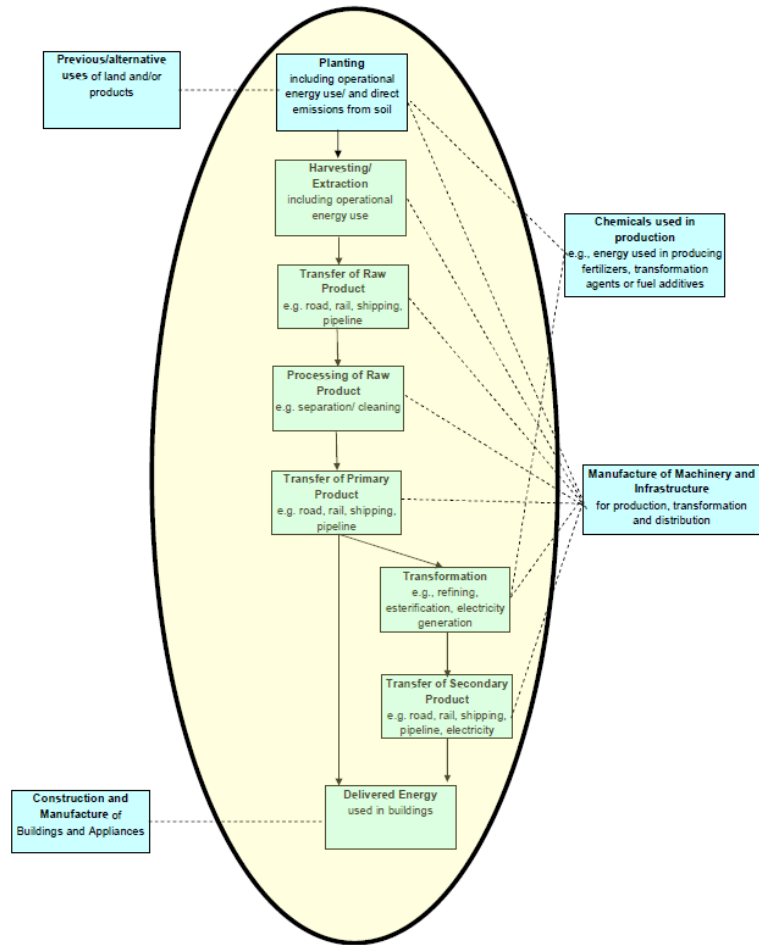 Previous/alternative
uses of land and/or
products
Planting
including operational
energy use/ and direct
emissions from soil
Harvesting/
Extraction
including operational
energy use
Chemicals used in
production
e.g., energy used in producing
fertilizers, transformation
agents or fuel additives
Transfer of Raw
Product
e.g. road, rail, shipping,
pipeline
Processing of Raw
Product
e.g. separation/ cleaning
Transfer of Primary
Product
e.g. road, rail, shipping,
pipeline
Manufacture of Machinery and
Infrastructure
for production, transformation
and distribution
Transformation
e.g., refining,
esterification, electricity
generation
Transfer of Secondary
Product
e.g. road, rail, shipping,
pipeline, electricity
Delivered Energy
used in buildings
Construction and
Manufacture of
Buildings and Appliances